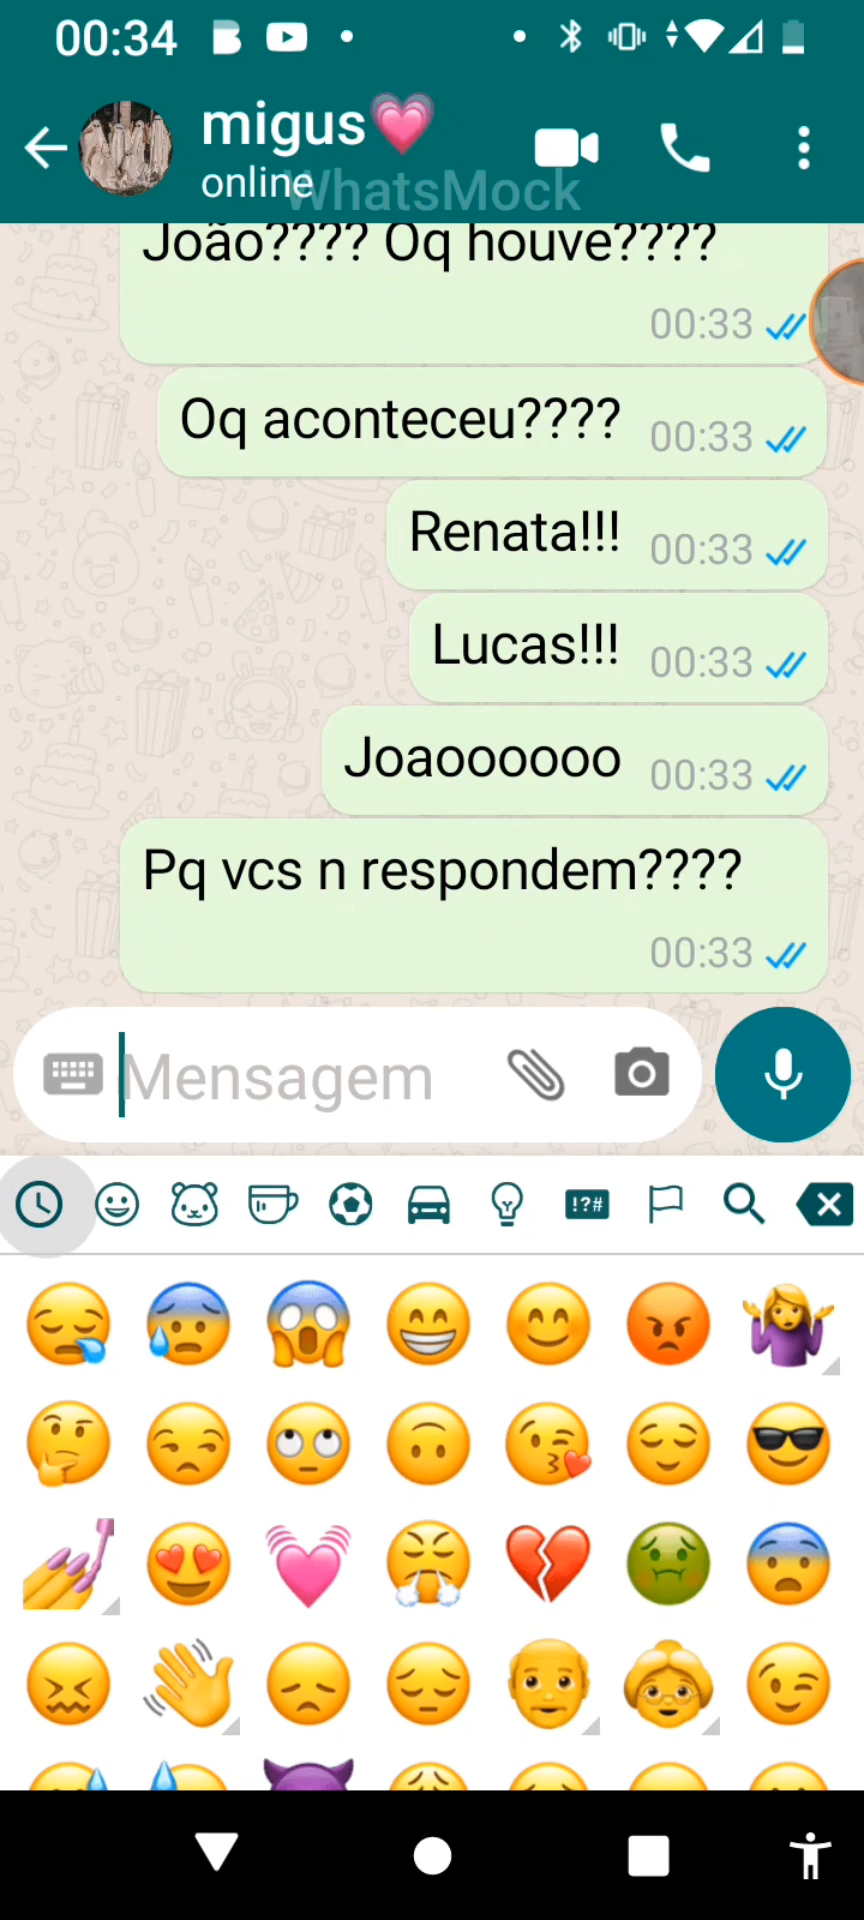 00:34
migus💗
online
WhatsMock
João???? Oq houve????
00:33
Oq aconteceu???? 00:33
Renata!!! 00:33
Lucas!!! 00:33
Joaoooooo 00:33
Pq vcs n respondem????
00:33
Mensagem
!?#